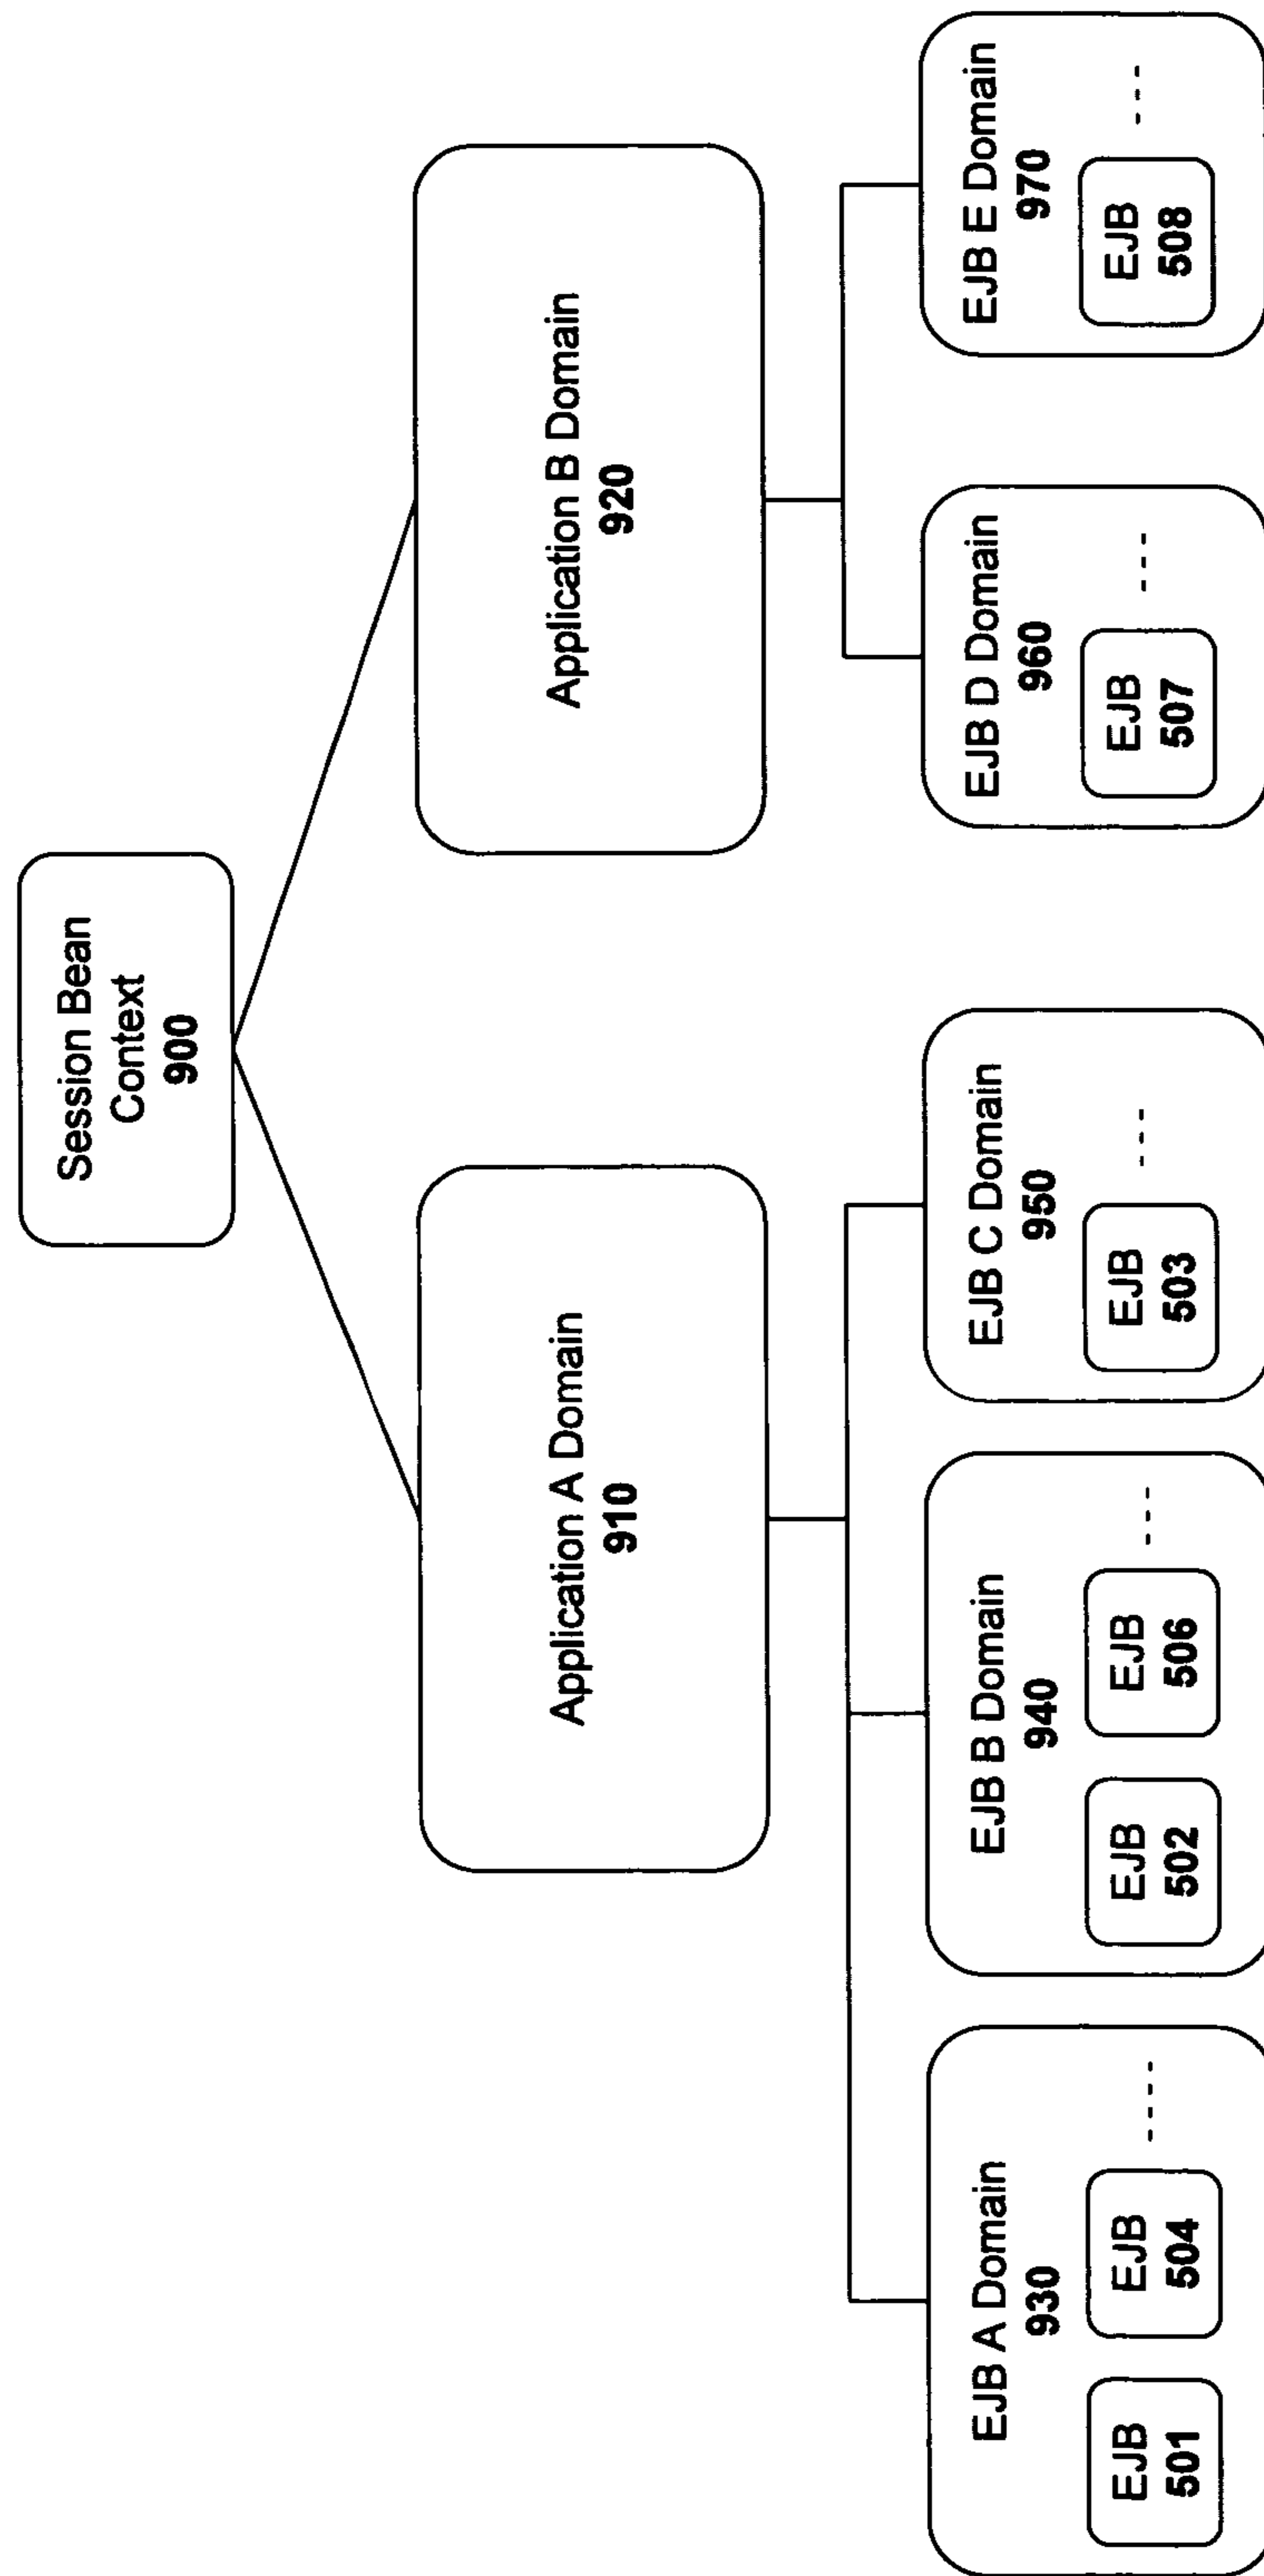 Session Bean
Context
900
Application A Domain
910
Application B Domain
920
EJB A Domain
930
EJB
501
EJB
504
EJB B Domain
940
EJB
502
EJB
506
EJB C Domain
950
EJB
503
EJB D Domain
960
EJB
507
EJB E Domain
970
EJB
508